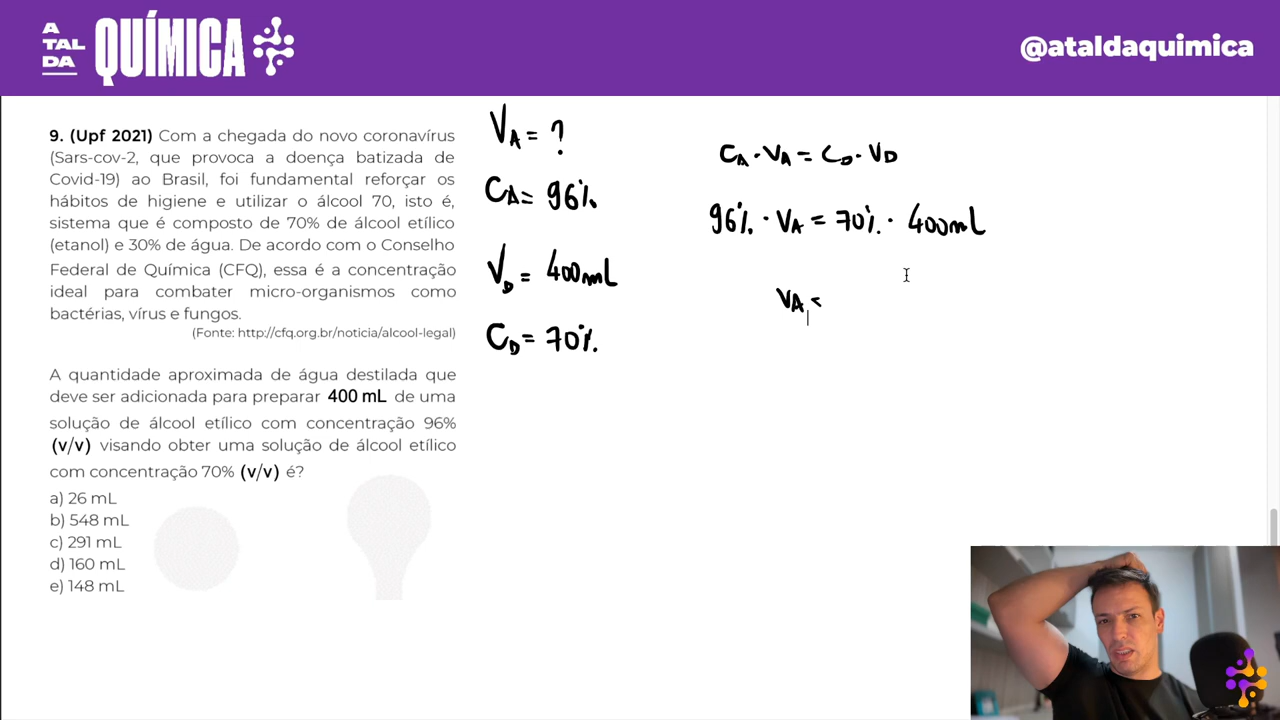 A
TAL
DA
QUÍMICA
@ataldaquimica
9. (Upf 2021) Com a chegada do novo coronavírus
(Sars-cov-2, que provoca a doença batizada de
Covid-19) ao Brasil, foi fundamental reforçar os
hábitos de higiene e utilizar o álcool 70, isto é,
sistema que é composto de 70% de álcool etílico
(etanol) e 30% de água. De acordo com o Conselho
Federal de Química (CFQ), essa é a concentração
ideal para combater micro-organismos como
bactérias, vírus e fungos.
(Fonte: http://cfq.org.br/noticia/alcool-legal)
A quantidade aproximada de água destilada que
deve ser adicionada para preparar 400 mL de uma
solução de álcool etílico com concentração 96%
(v/v) visando obter uma solução de álcool etílico
com concentração 70% (v/v) é?
a) 26 mL
b) 548 mL
c) 291 mL
d) 160 mL
e) 148 mL
VA = ?
CA = 96%
VD = 400mL
CD = 70%
CA · VA = CD · VD
96% · VA = 70% · 400mL
VA =